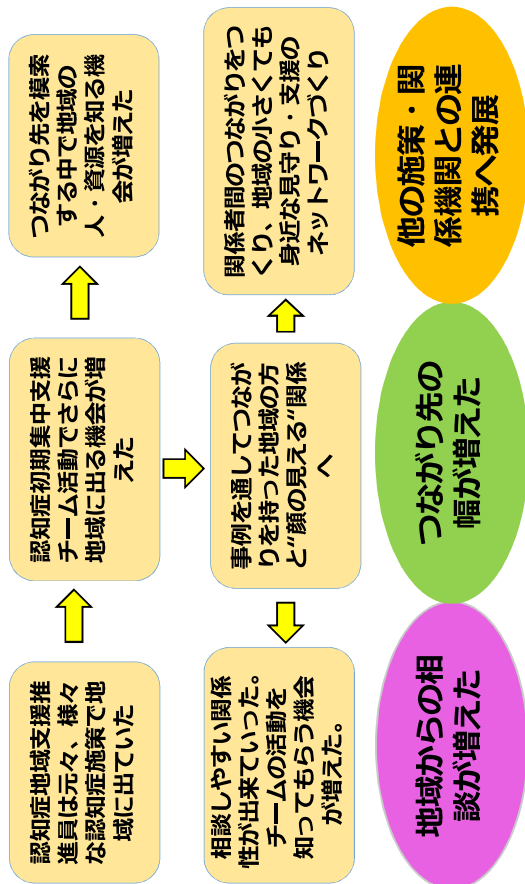 認知症地域支援推
進員は元々、様々
な認知症施策で地
域に出ていた
認知症初期集中支援
チーム活動でさらに
地域に出る機会が増
えた
つながり先を模索
する中で地域の
人・資源を知る機
会が増えた
相談しやすい関係
性が出来ていった。
チームの活動を
知ってもらう機会
が増えた。
事例を通してつなが
りを持った地域の方
と“顔の見える“関係
へ
関係者間のつながりをつ
くり、地域の小さくても
身近な見守り・支援の
ネットワークづくり
地域からの相
談が増えた
つながり先の
幅が増えた
他の施策・関
係機関との連
携へ発展